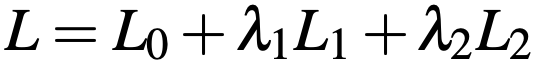 L = L₀ + λ₁L₁ + λ₂L₂